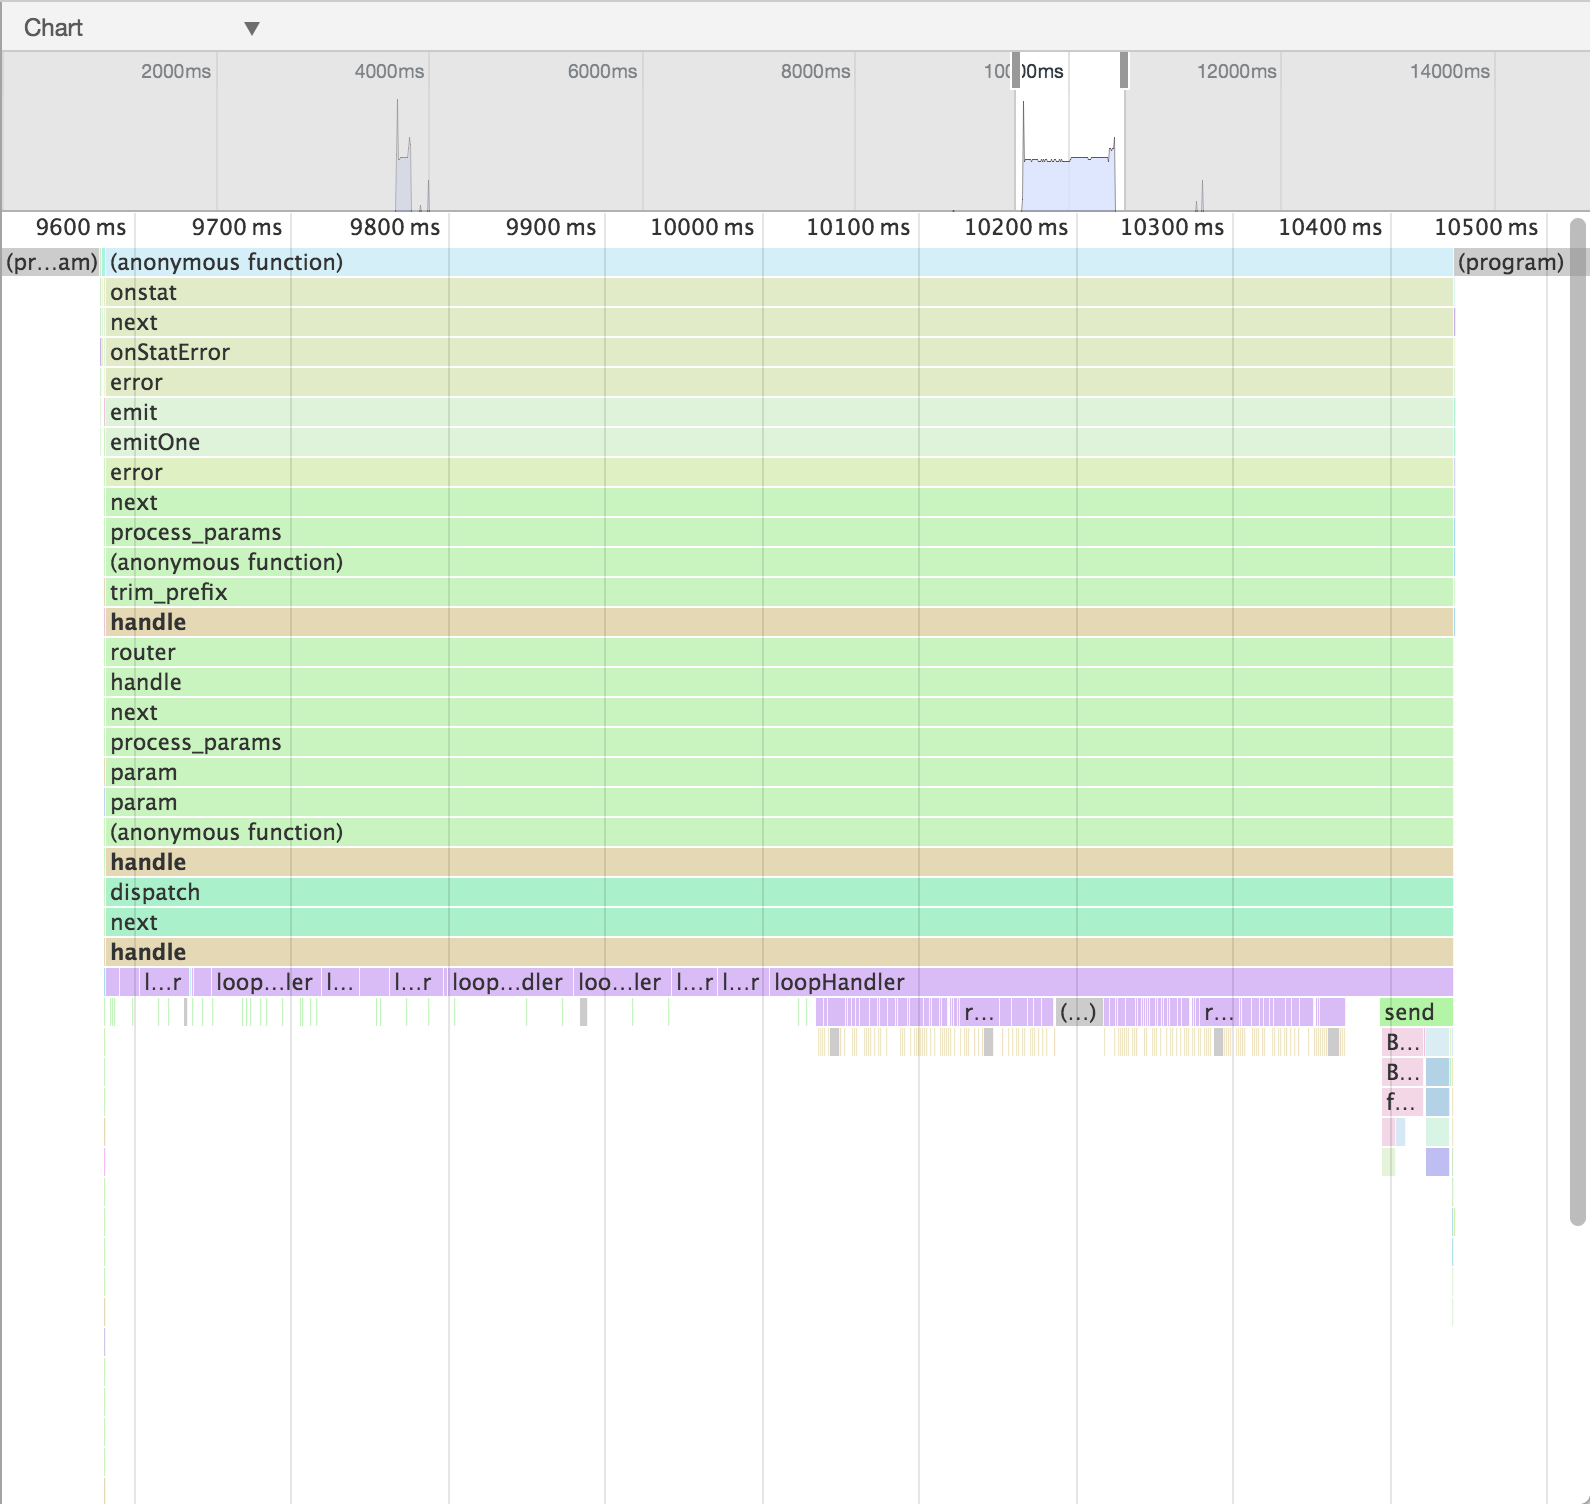 Chart ▼
2000ms 4000ms 6000ms 8000ms 10000ms 12000ms 14000ms
9600 ms 9700 ms 9800 ms 9900 ms 10000 ms 10100 ms 10200 ms 10300 ms 10400 ms 10500 ms
(pr...am) (anonymous function) (program)
onstat
next
onStatError
error
emit
emitOne
error
next
process_params
(anonymous function)
trim_prefix
handle
router
handle
next
process_params
param
param
(anonymous function)
handle
dispatch
next
handle
l...r loop...ler l... l...r loop...dler loo...ler l...r l...r loopHandler
r... (...) r... send
B...
B...
f...